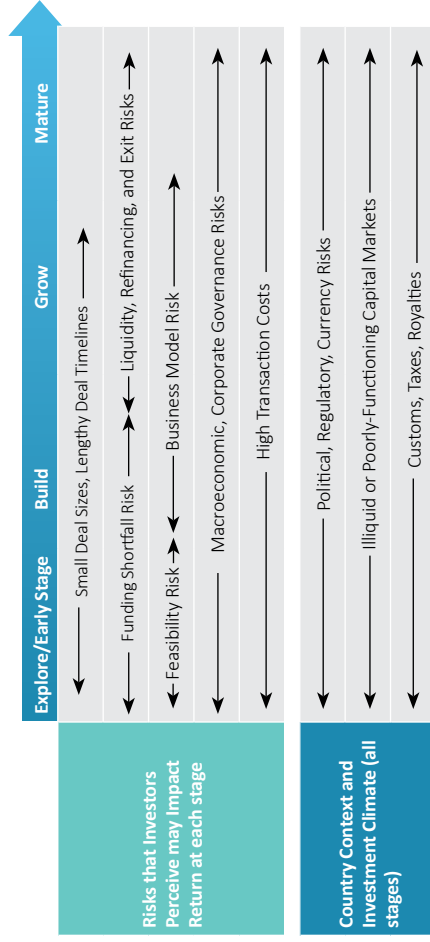 Explore/Early Stage
Build
Grow
Mature
Risks that Investors
Perceive may Impact
Return at each stage
Small Deal Sizes, Lengthy Deal Timelines
Funding Shortfall Risk
Liquidity, Refinancing, and Exit Risks
Feasibility Risk
Business Model Risk
Macroeconomic, Corporate Governance Risks
High Transaction Costs
Country Context and
Investment Climate (all
stages)
Political, Regulatory, Currency Risks
Illiquid or Poorly-Functioning Capital Markets
Customs, Taxes, Royalties